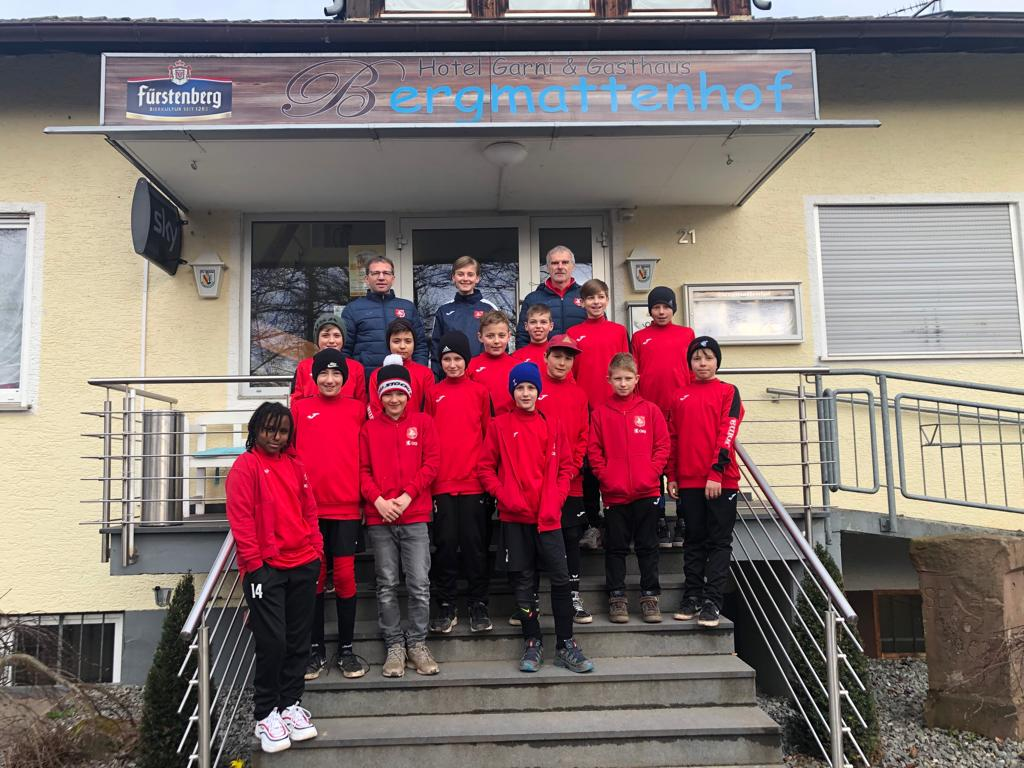 Hotel Garni & Gasthaus
Bergmattenhof
Fürstenberg
BIERKULTUR SEIT 1283
sky
21
14